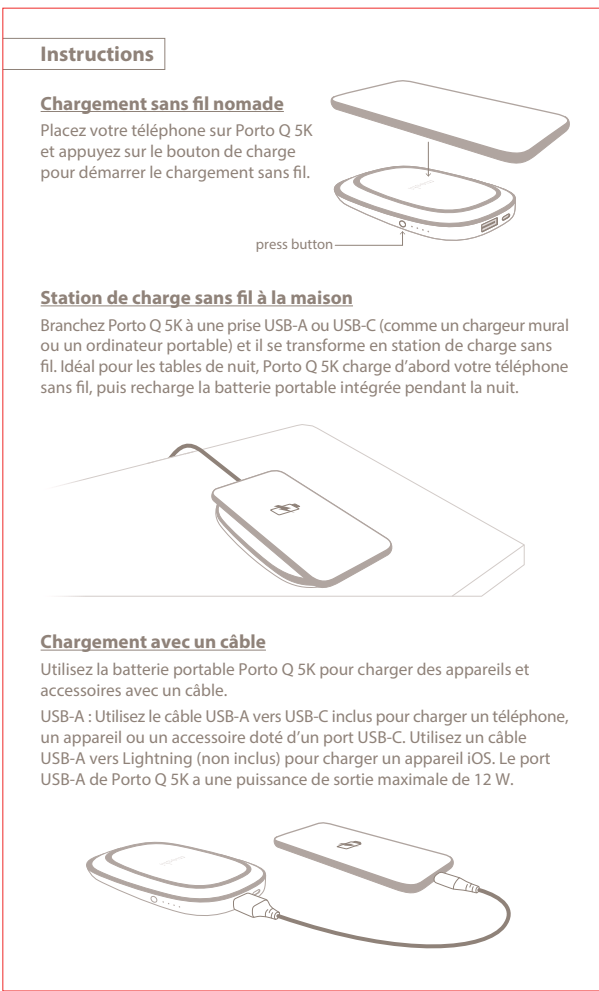 Instructions
Chargement sans fil nomade
Placez votre téléphone sur Porto Q 5K
et appuyez sur le bouton de charge
pour démarrer le chargement sans fil.
press button
Station de charge sans fil à la maison
Branchez Porto Q 5K à une prise USB-A ou USB-C (comme un chargeur mural
ou un ordinateur portable) et il se transforme en station de charge sans
fil. Idéal pour les tables de nuit, Porto Q 5K charge d’abord votre téléphone
sans fil, puis recharge la batterie portable intégrée pendant la nuit.
Chargement avec un câble
Utilisez la batterie portable Porto Q 5K pour charger des appareils et
accessoires avec un câble.
USB-A : Utilisez le câble USB-A vers USB-C inclus pour charger un téléphone,
un appareil ou un accessoire doté d’un port USB-C. Utilisez un câble
USB-A vers Lightning (non inclus) pour charger un appareil iOS. Le port
USB-A de Porto Q 5K a une puissance de sortie maximale de 12 W.